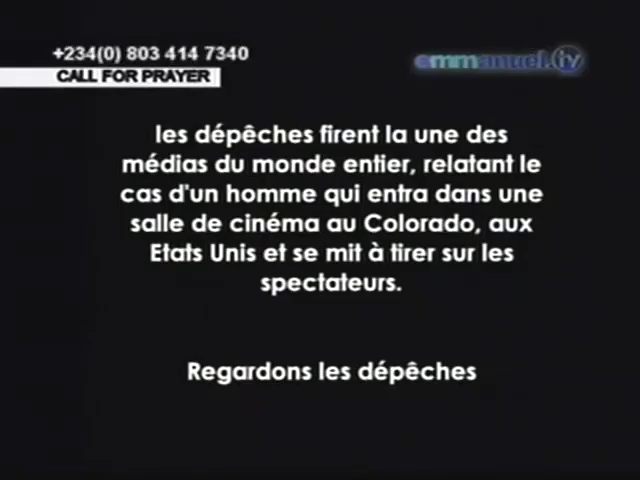 +234(0) 803 414 7340
CALL FOR PRAYER
emmanuel.tv
les dépêches firent la une des
médias du monde entier, relatant le
cas d'un homme qui entra dans une
salle de cinéma au Colorado, aux
Etats Unis et se mit à tirer sur les
spectateurs.
Regardons les dépêches